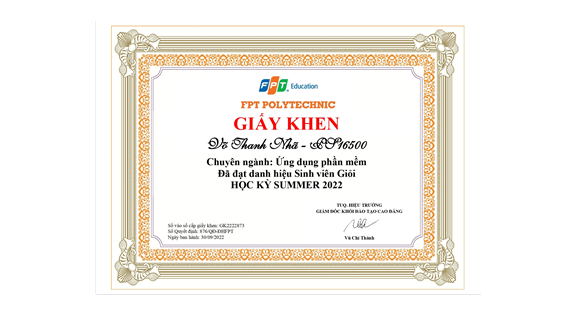 FPT Education
FPT POLYTECHNIC
GIẤY KHEN
Võ Thanh Nhã - PS16500
Chuyên ngành: Ứng dụng phần mềm
Đã đạt danh hiệu Sinh viên Giỏi
HỌC KỲ SUMMER 2022
TUQ. HIỆU TRƯỞNG
GIÁM ĐỐC KHỐI ĐÀO TẠO CAO ĐẲNG
Số vào sổ cấp giấy khen: GK2222873
Số Quyết định: 876/QĐ-ĐHFPT
Ngày ban hành: 30/09/2022
Vũ Chí Thành